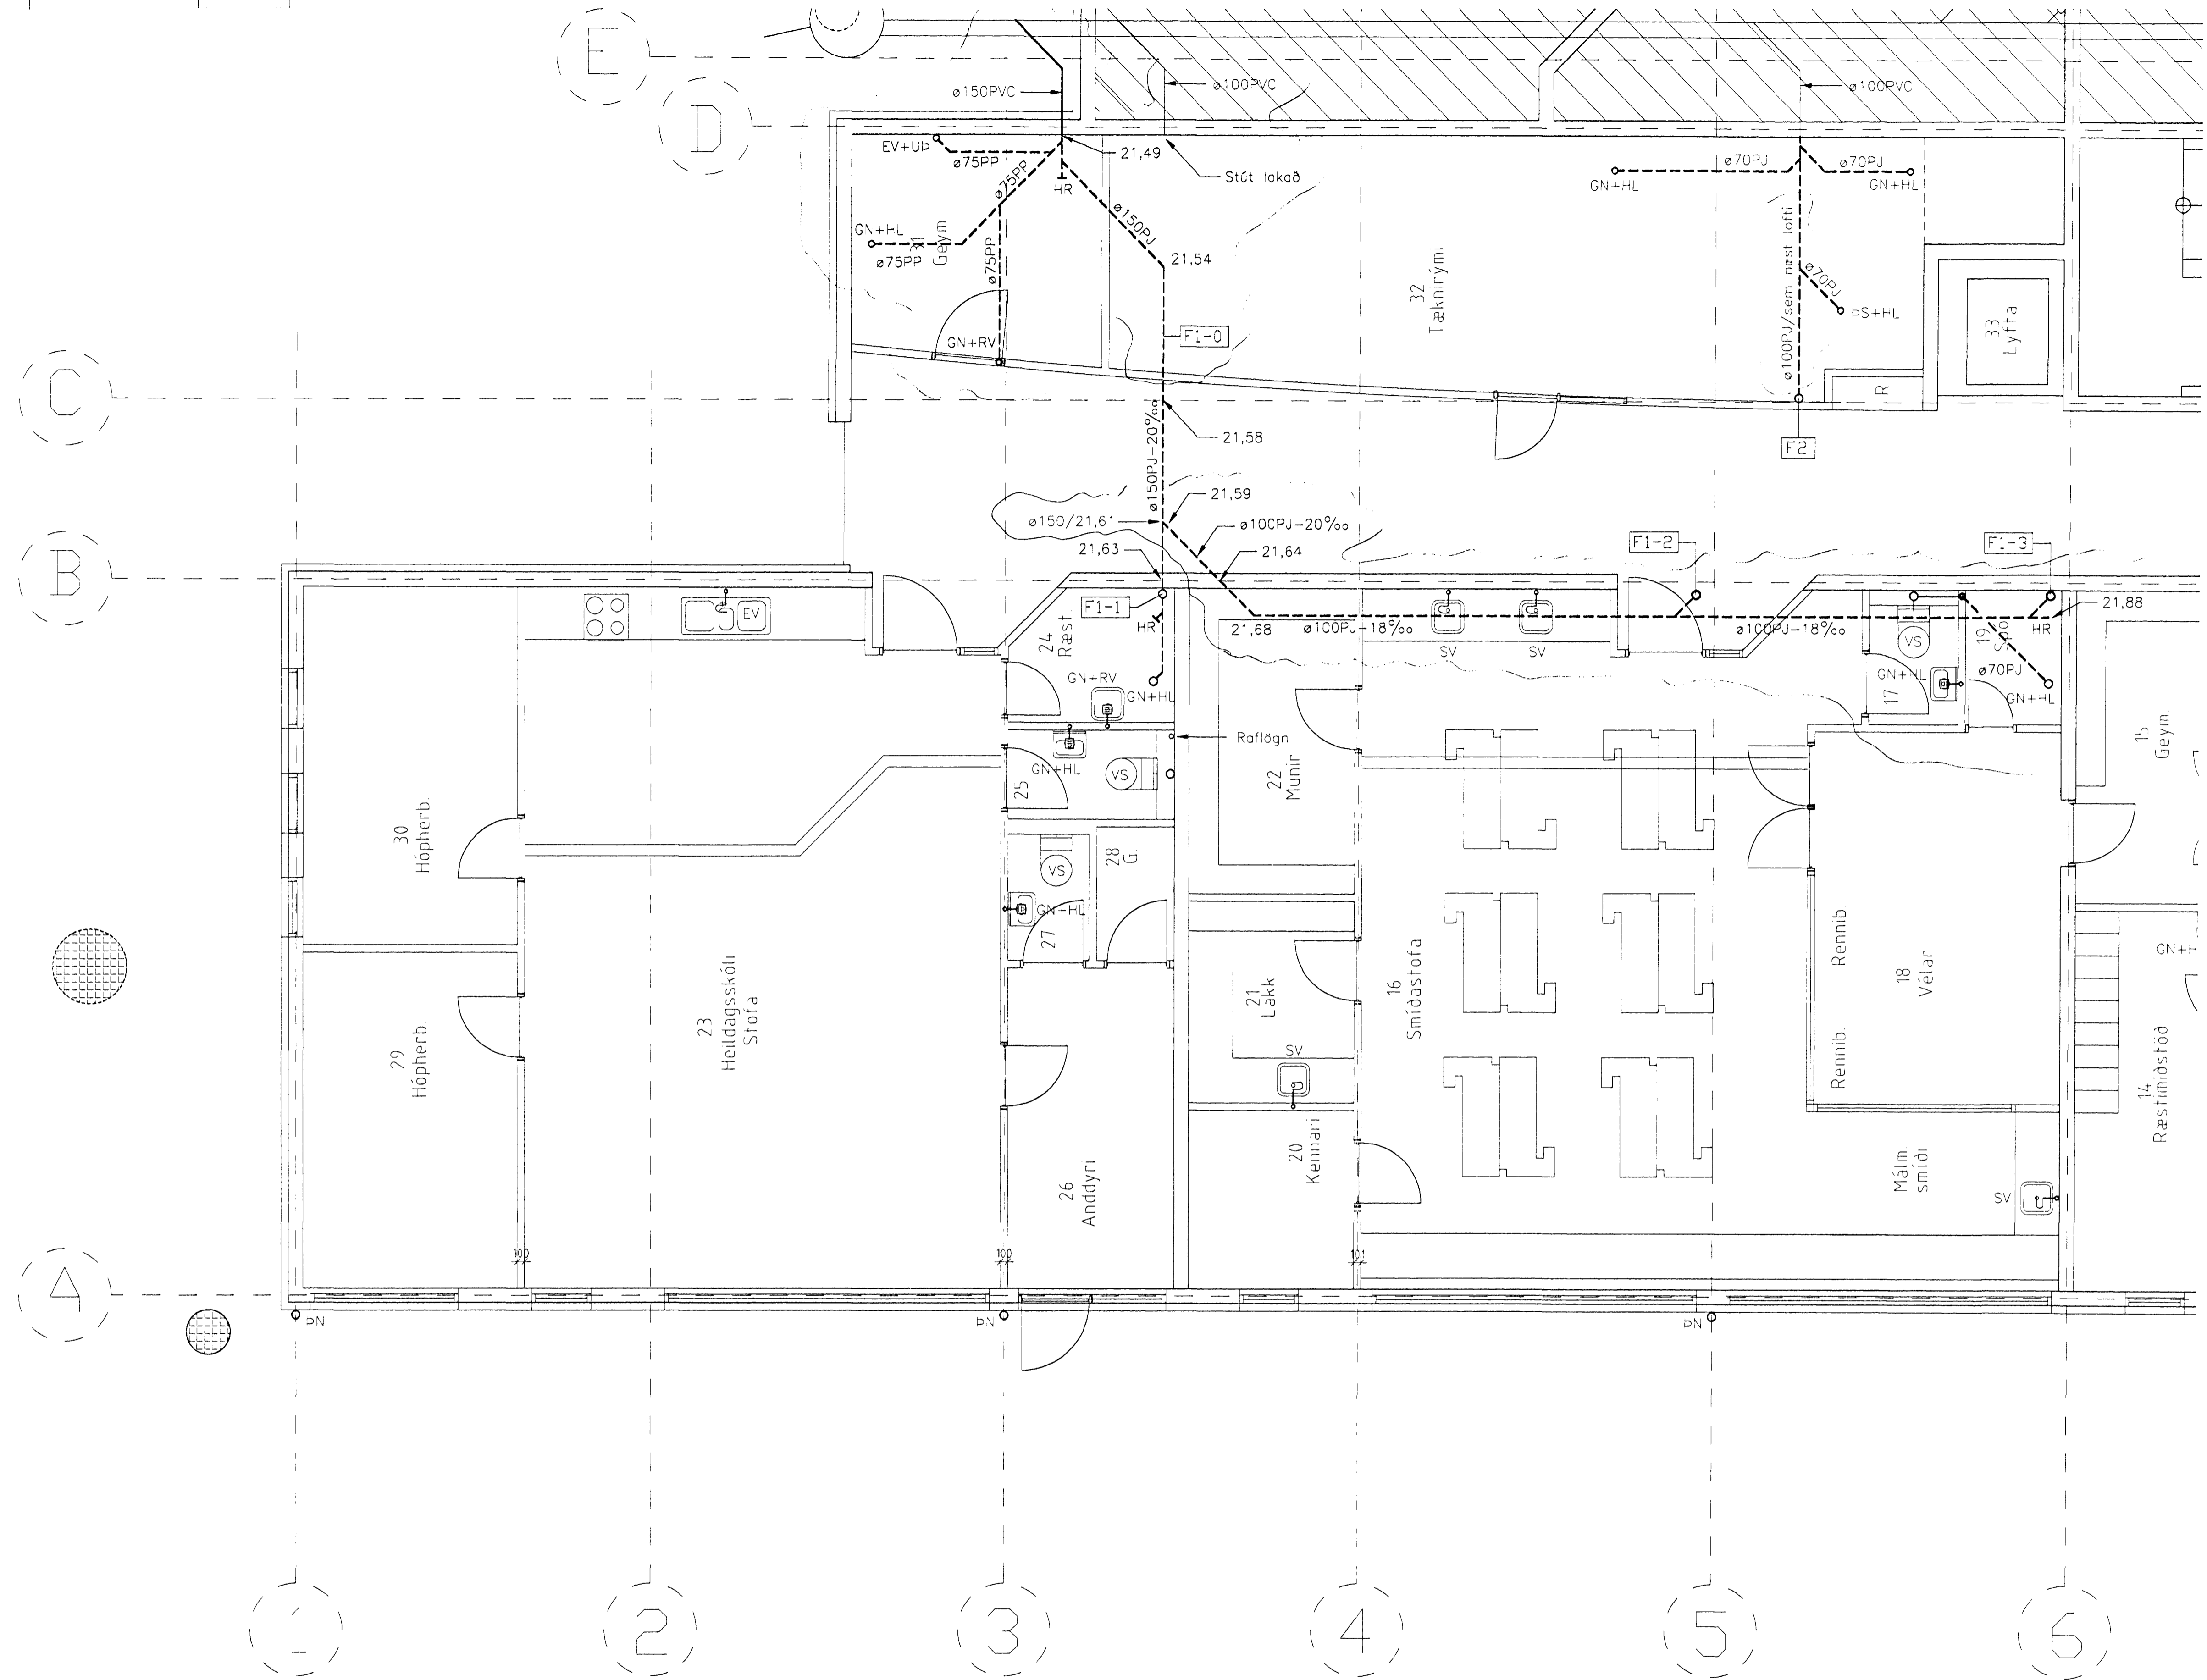 E
D
ø150PVC
ø100PVC
ø100PVC
EV+UÞ
ø75PP
21,49
Stút lokað
HR
ø75PP
ø150PJ
GN+HL
ø75PP
31
Geym.
ø75PP
21,54
GN+RV
F1-0
32
Tæknirými
ø70PJ
ø70PJ
GN+HL
GN+HL
ø100PJ/sem næst lofti
ø70PJ
ÞS+HL
33
Lyfta
R
F2
C
21,58
ø150PJ-20‰
21,59
ø150/21,61
ø100PJ-20‰
21,63
21,64
F1-2
F1-3
B
F1-1
HR
21,68
ø100PJ-18‰
ø100PJ-18‰
HR
21,88
EV
24
Ræst.
GN+RV
GN+HL
SV
SV
VS
GN+HL
17
19
ø70PJ
GN+HL
Raflögn
GN+HL
VS
25
22
Munir
15
Geym.
30
Hópherb.
VS
28
G.
GN+HL
27
29
Hópherb.
23
Heildagsskóli
Stofa
21
Lakk
SV
16
Smíðastofa
Rennib.
Rennib.
18
Vélar
GN+H
14
Ræstimiðstöð
26
Anddyri
20
Kennari
Málm
smíði
SV
100
100
101
A
ÞN
ÞN
ÞN
1
2
3
4
5
6